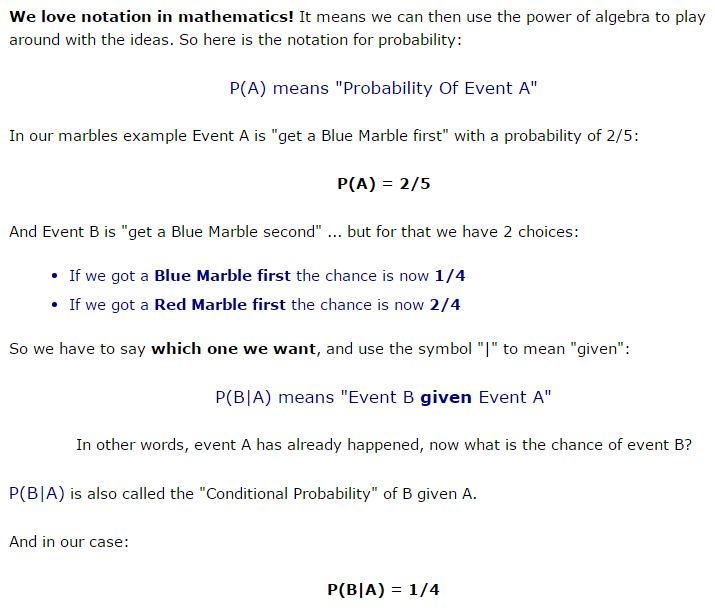 We love notation in mathematics! It means we can then use the power of algebra to play
around with the ideas. So here is the notation for probability:
P(A) means "Probability Of Event A"
In our marbles example Event A is "get a Blue Marble first" with a probability of 2/5:
P(A) = 2/5
And Event B is "get a Blue Marble second" ... but for that we have 2 choices:
• If we got a Blue Marble first the chance is now 1/4
• If we got a Red Marble first the chance is now 2/4
So we have to say which one we want, and use the symbol "|" to mean "given":
P(B|A) means "Event B given Event A"
In other words, event A has already happened, now what is the chance of event B?
P(B|A) is also called the "Conditional Probability" of B given A.
And in our case:
P(B|A) = 1/4